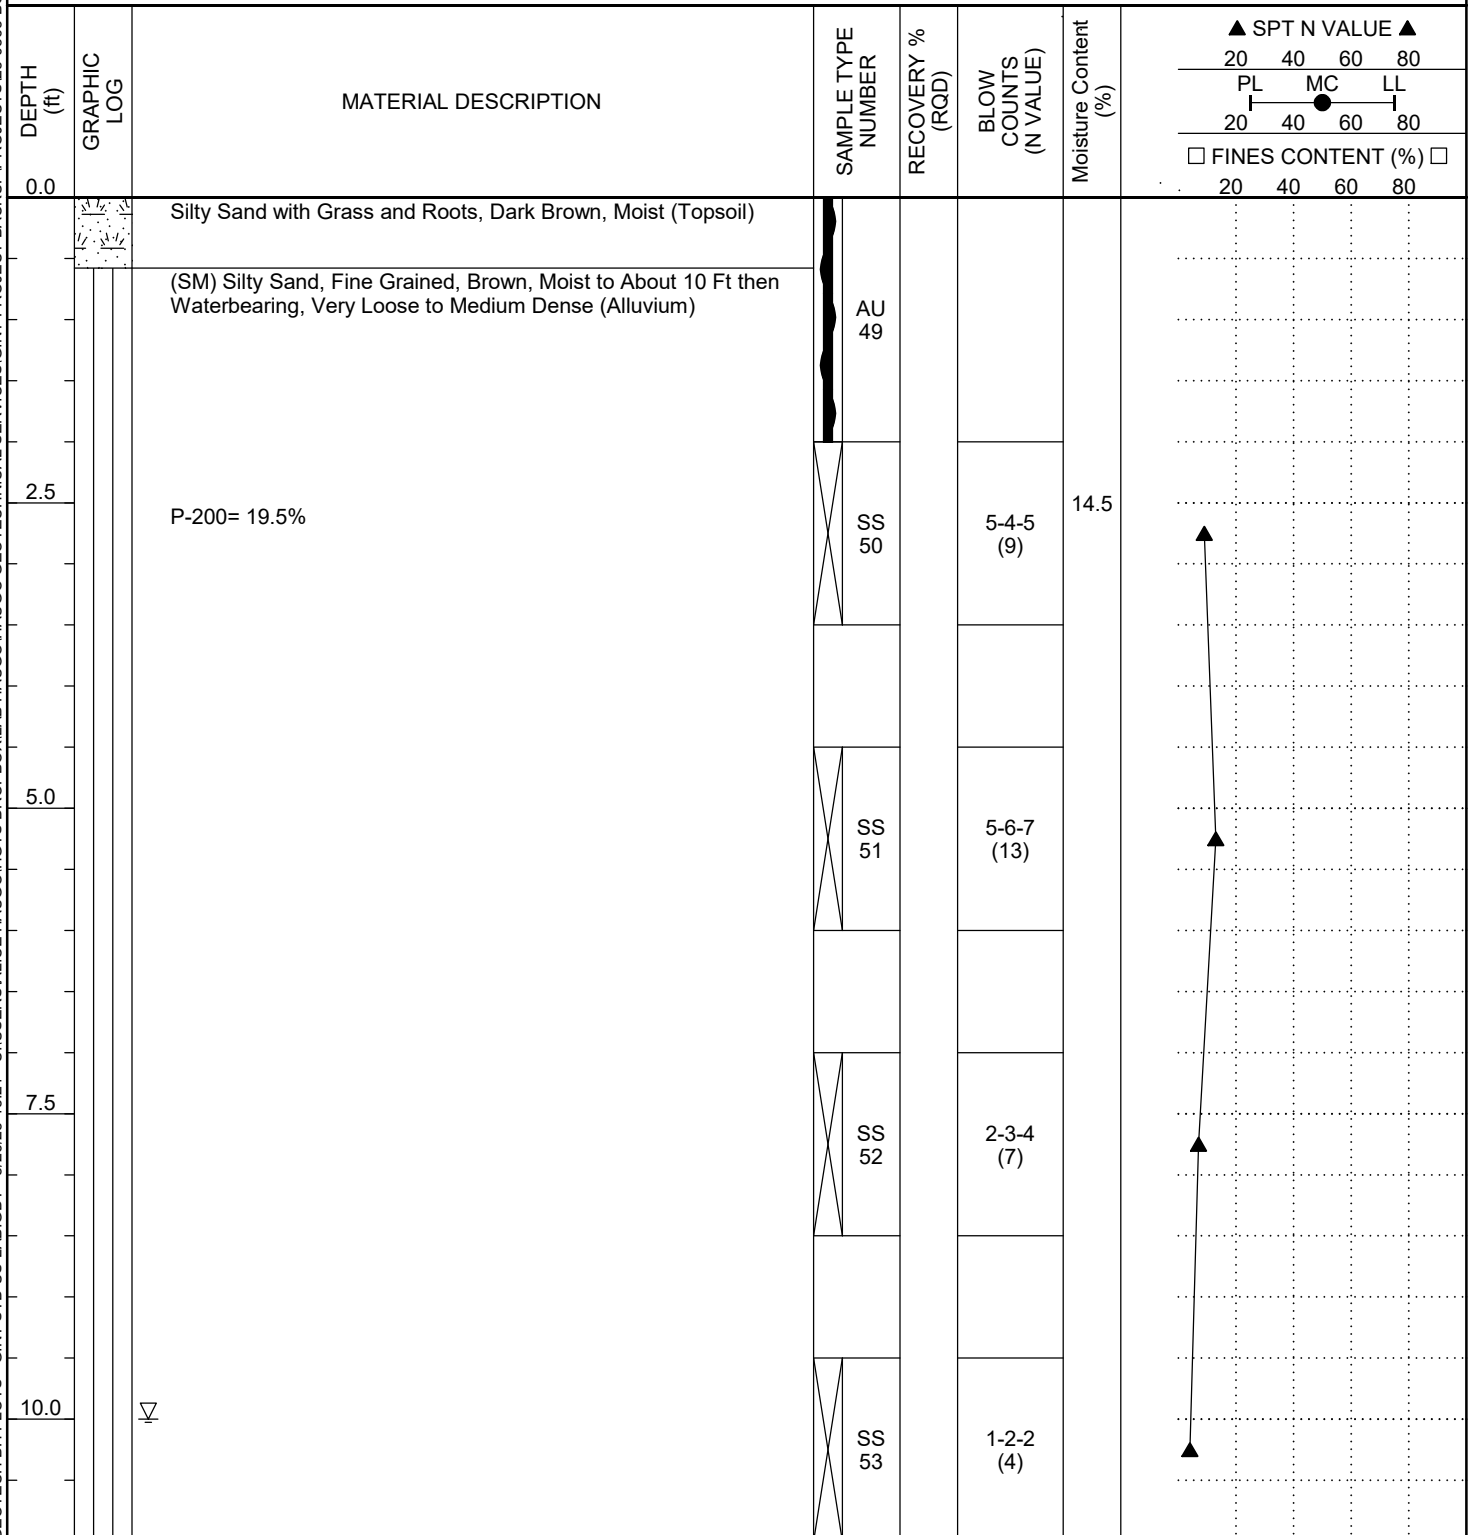 DEPTH
(ft)
GRAPHIC
LOG
MATERIAL DESCRIPTION
SAMPLE TYPE
NUMBER
RECOVERY %
(RQD)
BLOW
COUNTS
(N VALUE)
Moisture Content
(%)
▲ SPT N VALUE ▲
20 40 60 80
PL MC LL
20 40 60 80
□ FINES CONTENT (%) □
20 40 60 80
0.0
Silty Sand with Grass and Roots, Dark Brown, Moist (Topsoil)
(SM) Silty Sand, Fine Grained, Brown, Moist to About 10 Ft then
Waterbearing, Very Loose to Medium Dense (Alluvium)
AU
49
2.5
P-200= 19.5%
SS
50
5-4-5
(9)
14.5
5.0
SS
51
5-6-7
(13)
7.5
SS
52
2-3-4
(7)
10.0
SS
53
1-2-2
(4)